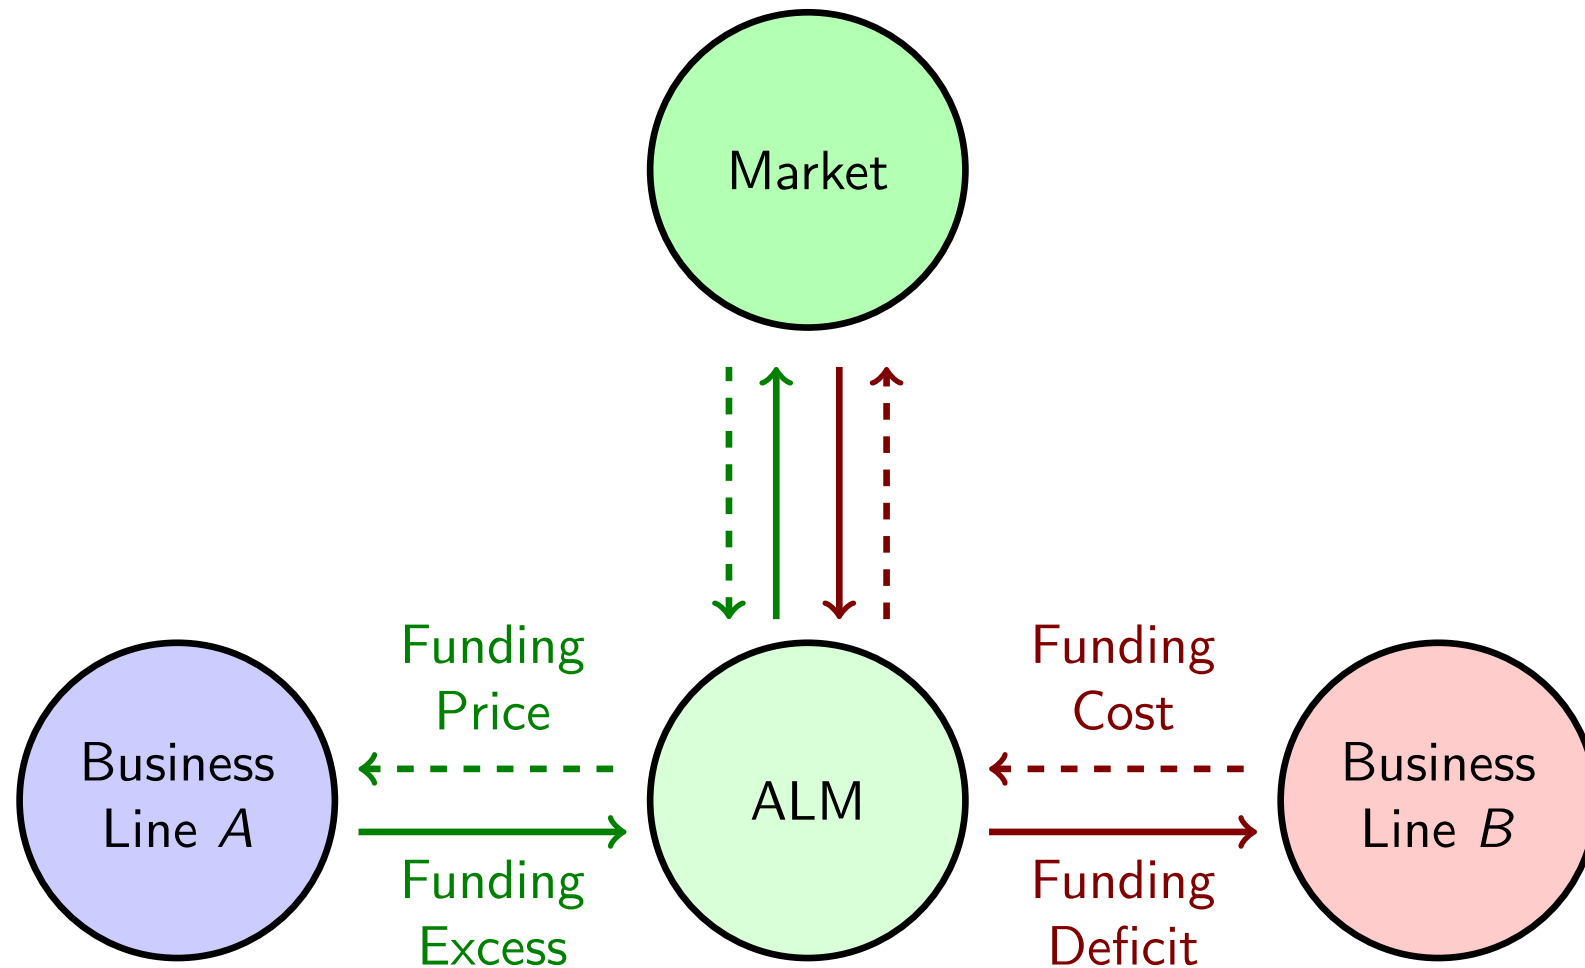 Market
Funding
Price
Funding
Cost
Business
Line A
ALM
Business
Line B
Funding
Excess
Funding
Deficit